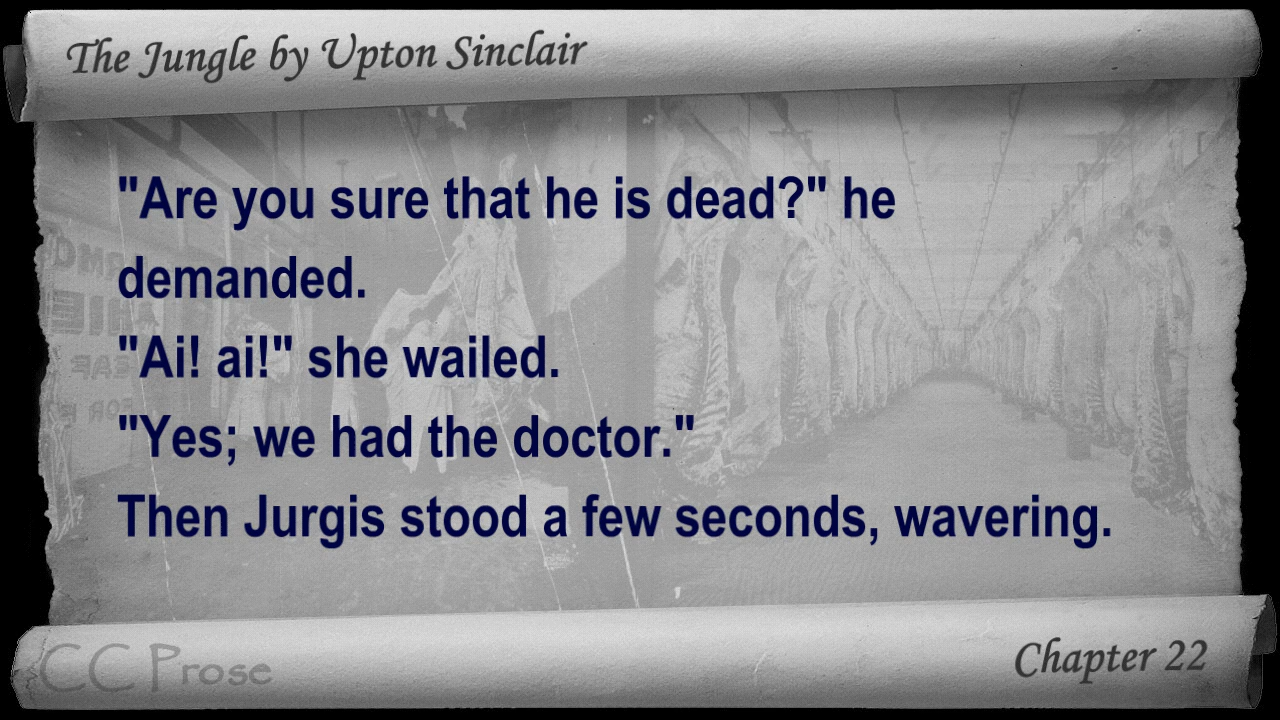 The Jungle by Upton Sinclair
"Are you sure that he is dead?" he
demanded.
"Ai! ai!" she wailed.
"Yes; we had the doctor."
Then Jurgis stood a few seconds, wavering.
CC Prose
Chapter 22